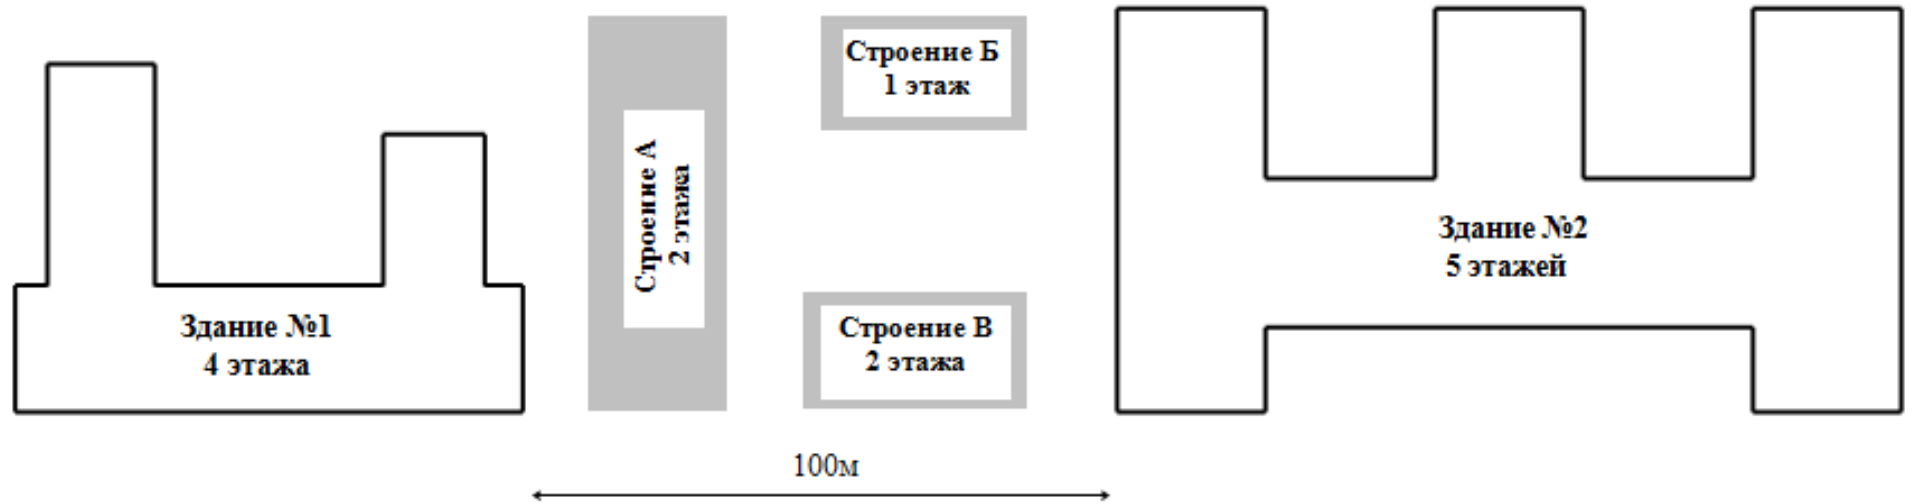 Здание №1
4 этажа
Строение А
2 этажа
Строение Б
1 этаж
Строение В
2 этажа
Здание №2
5 этажей
100м